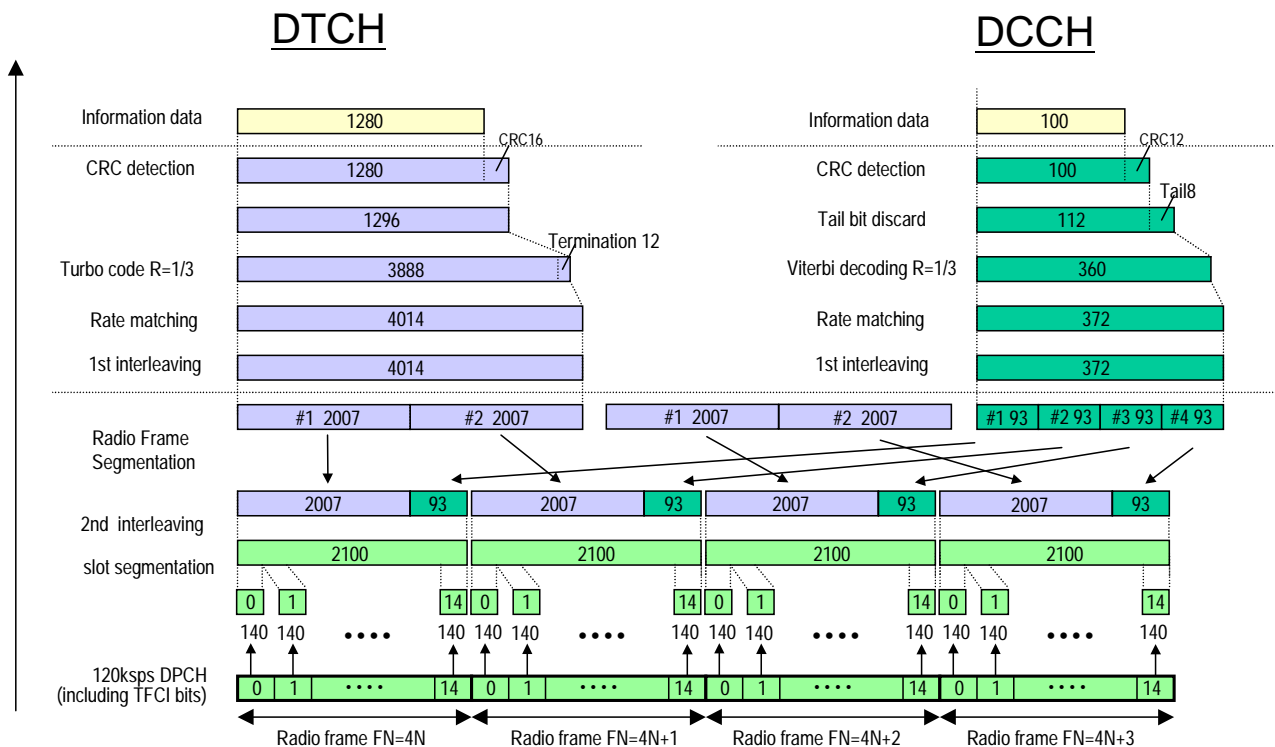 DTCH DCCH
Information data 1280 Information data 100
CRC16 CRC12
CRC detection 1280 CRC detection 100
Tail8
1296 Tail bit discard 112
Termination 12
Turbo code R=1/3 3888 Viterbi decoding R=1/3 360
Rate matching 4014 Rate matching 372
1st interleaving 4014 1st interleaving 372
#1 2007 #2 2007 #1 2007 #2 2007 #1 93 #2 93 #3 93 #4 93
Radio Frame
Segmentation
2007 93 2007 93 2007 93 2007 93
2nd interleaving
2100 2100 2100 2100
slot segmentation
0 1 14 0 1 14 0 1 14 0 1 14
140 140 •••• 140 140 140 •••• 140 140 140 •••• 140 140 140 •••• 140
120ksps DPCH
(including TFCI bits)
0 1 •••• 14 0 1 •••• 14 0 1 •••• 14 0 1 •••• 14
Radio frame FN=4N Radio frame FN=4N+1 Radio frame FN=4N+2 Radio frame FN=4N+3